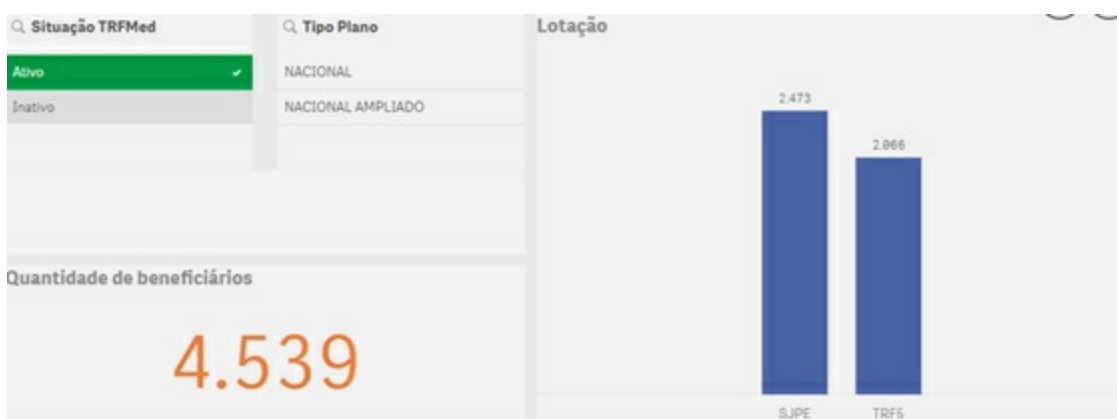 Situação TRFMed
Ativo
Inativo
Tipo Plano
NACIONAL
NACIONAL AMPLIADO
Quantidade de beneficiários
4.539
Lotação
2.473
2.066
SJPE
TRF5